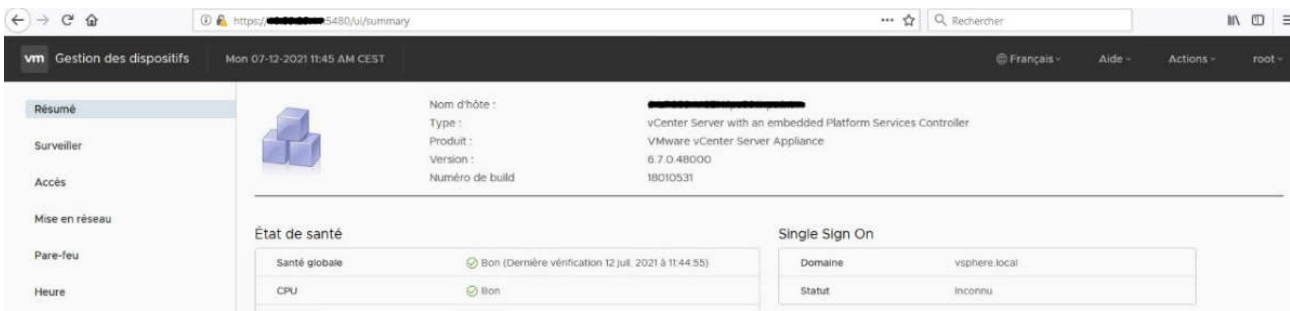 https:// :5480/ui/summary
Rechercher
vm Gestion des dispositifs Mon 07-12-2021 11:45 AM CEST Français Aide Actions root
Résumé
Surveiller
Accès
Mise en réseau
Pare-feu
Heure
Nom d'hôte :
Type : vCenter Server with an embedded Platform Services Controller
Produit : VMware vCenter Server Appliance
Version : 6.7.0.48000
Numéro de build 18010531
État de santé
Santé globale Bon (Dernière vérification 12 juil. 2021 à 11:44:55)
CPU Bon
Single Sign On
Domaine vsphere.local
Statut Inconnu